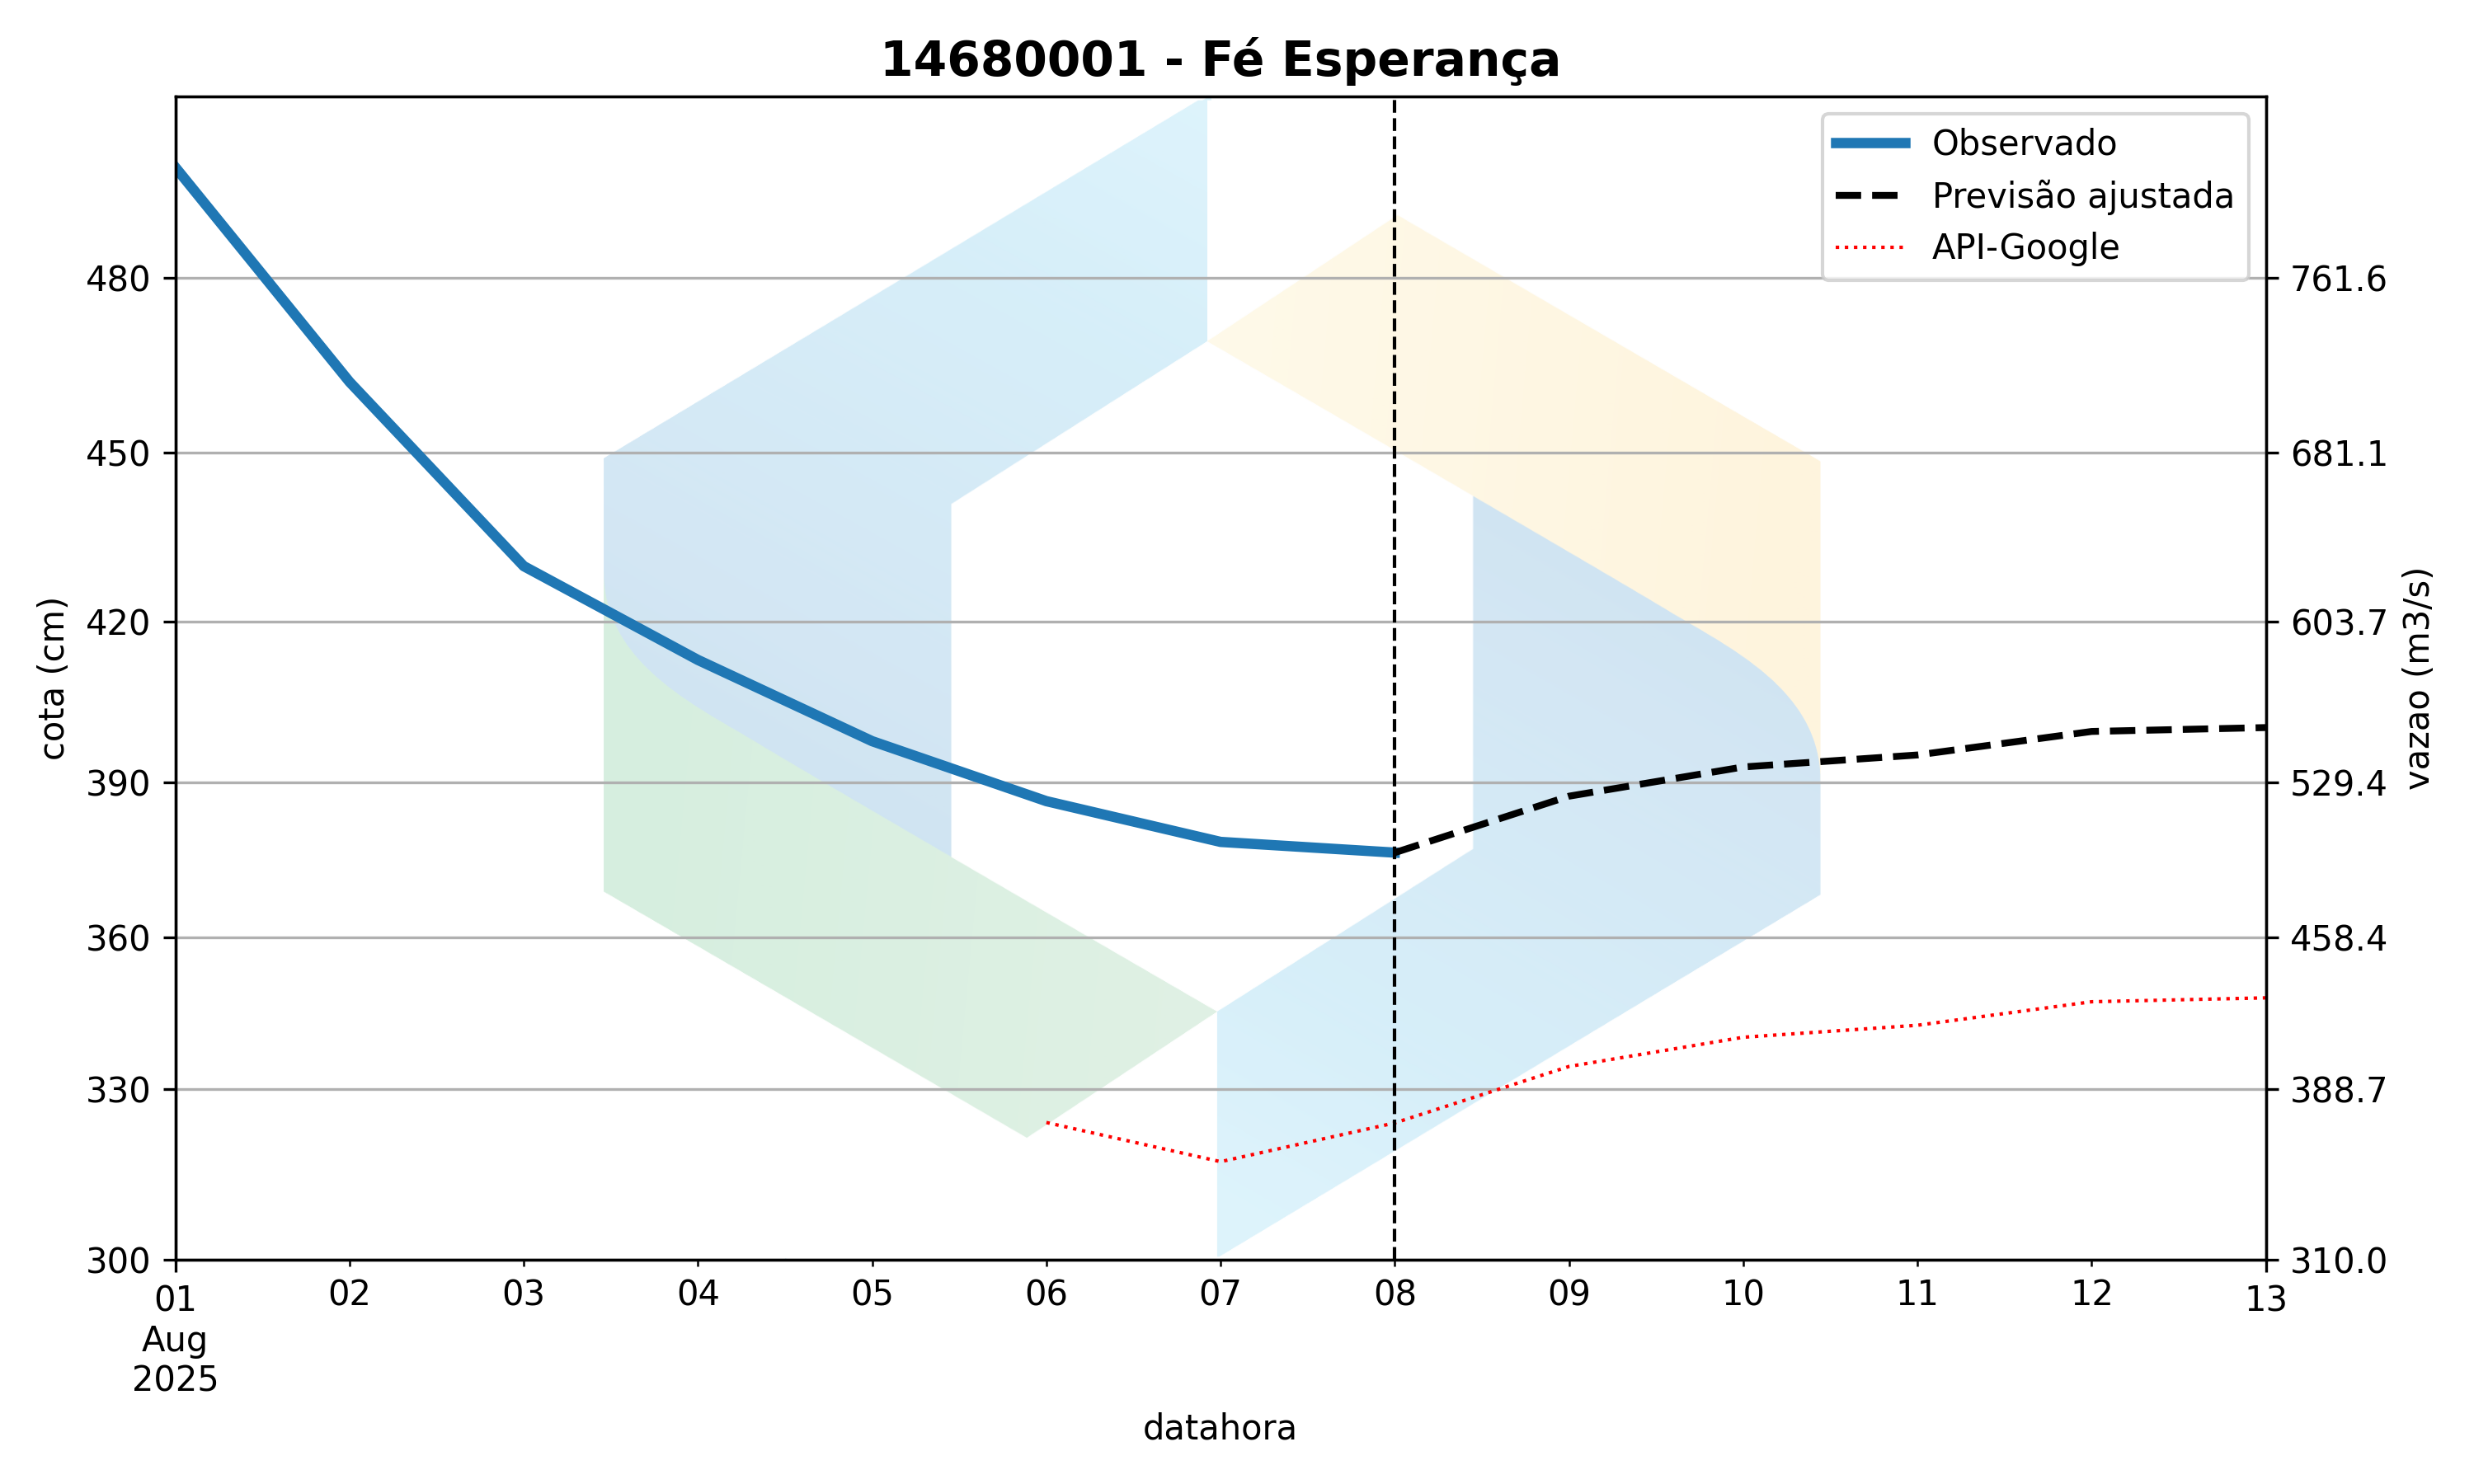 14680001 - Fé Esperança
Observado
Previsão ajustada
API-Google
cota (cm)
480
450
420
390
360
330
300
761.6
681.1
603.7
529.4
458.4
388.7
310.0
vazao (m3/s)
01 02 03 04 05 06 07 08 09 10 11 12 13
Aug
2025
datahora